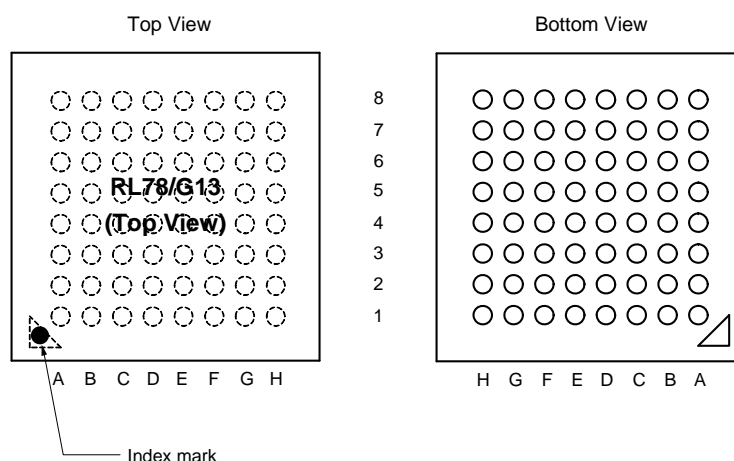 Top View
Bottom View
8
7
6
5
4
3
2
1
RL78/G13
(Top View)
A B C D E F G H
H G F E D C B A
Index mark